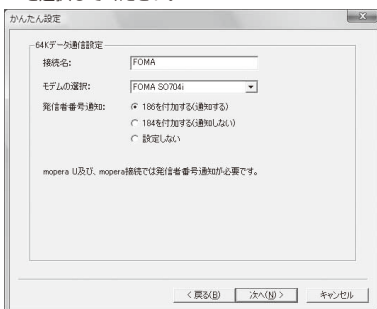 かんたん設定
64Kデータ通信設定
接続名: FOMA
モデムの選択: FOMA SO704i
発信者番号通知: 186を付加する(通知する)
184を付加する(通知しない)
設定しない
mopera U及び、mopera接続では発信者番号通知が必要です。
< 戻る(B) 次へ(N) > キャンセル